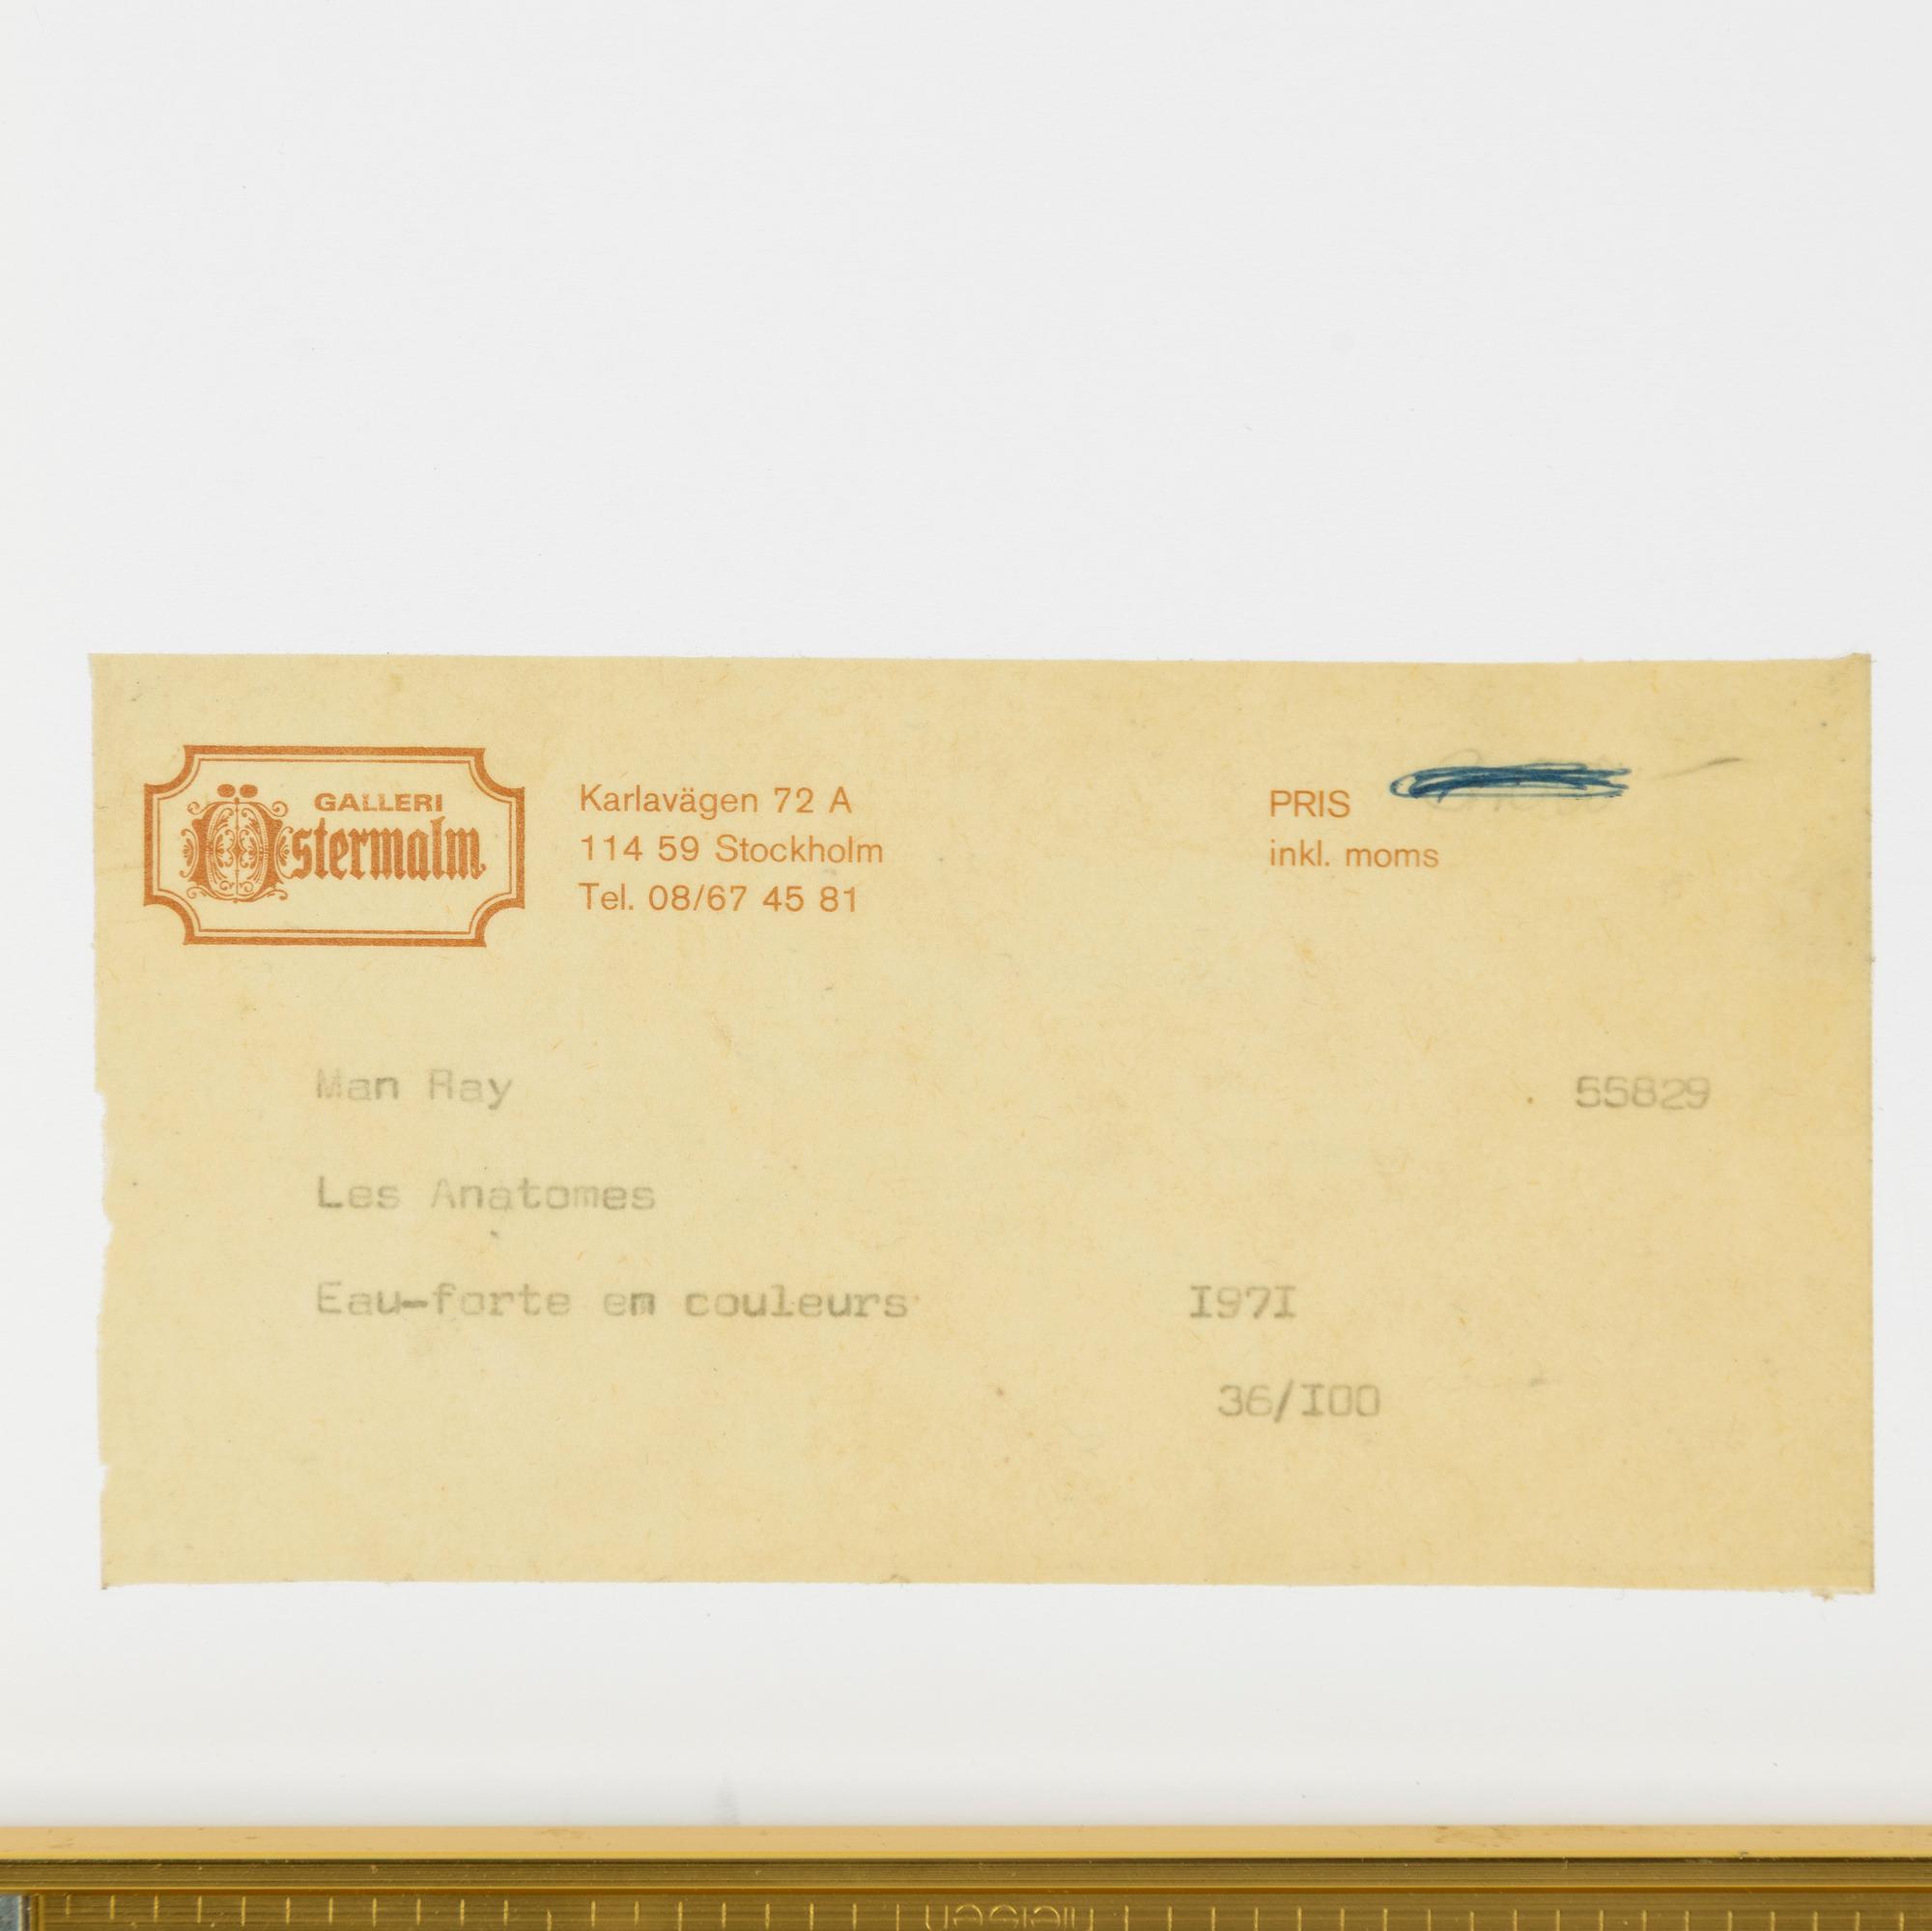 GALLERI
Östermalm
Karlavägen 72 A
114 59 Stockholm
Tel. 08/67 45 81
PRIS
inkl. moms
Man Ray
55829
Les Anatomes
Eau-forte em couleurs
I97I
36/I00
nielsen